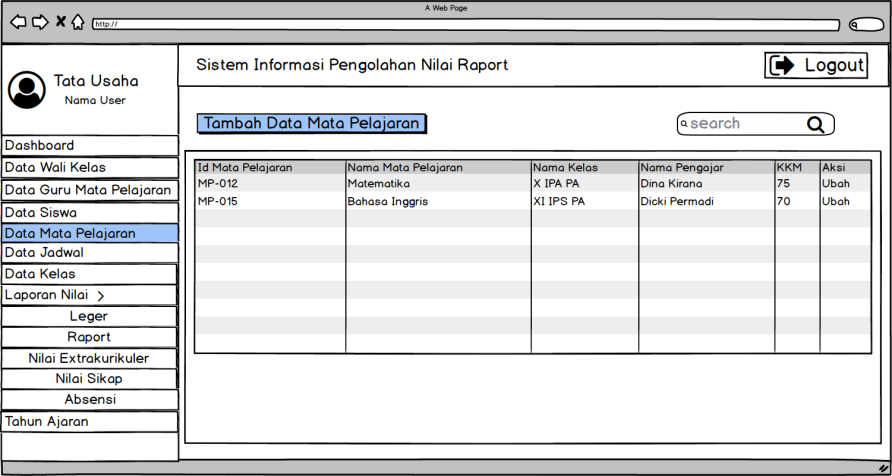 A Web Page
http://
Tata Usaha
Nama User
Sistem Informasi Pengolahan Nilai Raport
Logout
Tambah Data Mata Pelajaran
search
Dashboard
Data Wali Kelas
Data Guru Mata Pelajaran
Data Siswa
Data Mata Pelajaran
Data Jadwal
Data Kelas
Laporan Nilai >
Leger
Raport
Nilai Extrakurikuler
Nilai Sikap
Absensi
Tahun Ajaran
Id Mata Pelajaran Nama Mata Pelajaran Nama Kelas Nama Pengajar KKM Aksi
MP-012 Matematika X IPA PA Dina Kirana 75 Ubah
MP-015 Bahasa Inggris XI IPS PA Dicki Permadi 70 Ubah